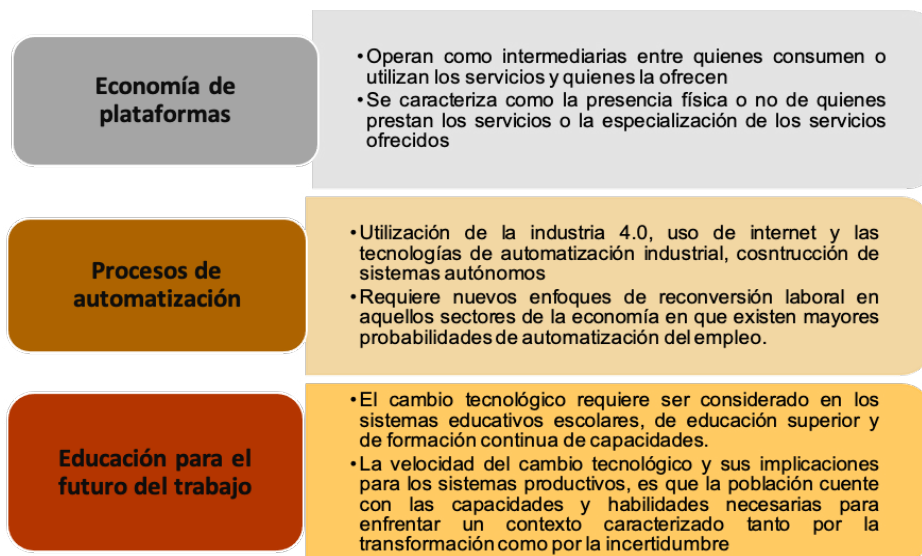 Economía de
plataformas
•Operan como intermediarias entre quienes consumen o
utilizan los servicios y quienes la ofrecen
•Se caracteriza como la presencia física o no de quienes
prestan los servicios o la especialización de los servicios
ofrecidos
Procesos de
automatización
•Utilización de la industria 4.0, uso de internet y las
tecnologías de automatización industrial, cosntrucción de
sistemas autónomos
•Requiere nuevos enfoques de reconversión laboral en
aquellos sectores de la economía en que existen mayores
probabilidades de automatización del empleo.
Educación para el
futuro del trabajo
•El cambio tecnológico requiere ser considerado en los
sistemas educativos escolares, de educación superior y
de formación continua de capacidades.
•La velocidad del cambio tecnológico y sus implicaciones
para los sistemas productivos, es que la población cuente
con las capacidades y habilidades necesarias para
enfrentar un contexto caracterizado tanto por la
transformación como por la incertidumbre